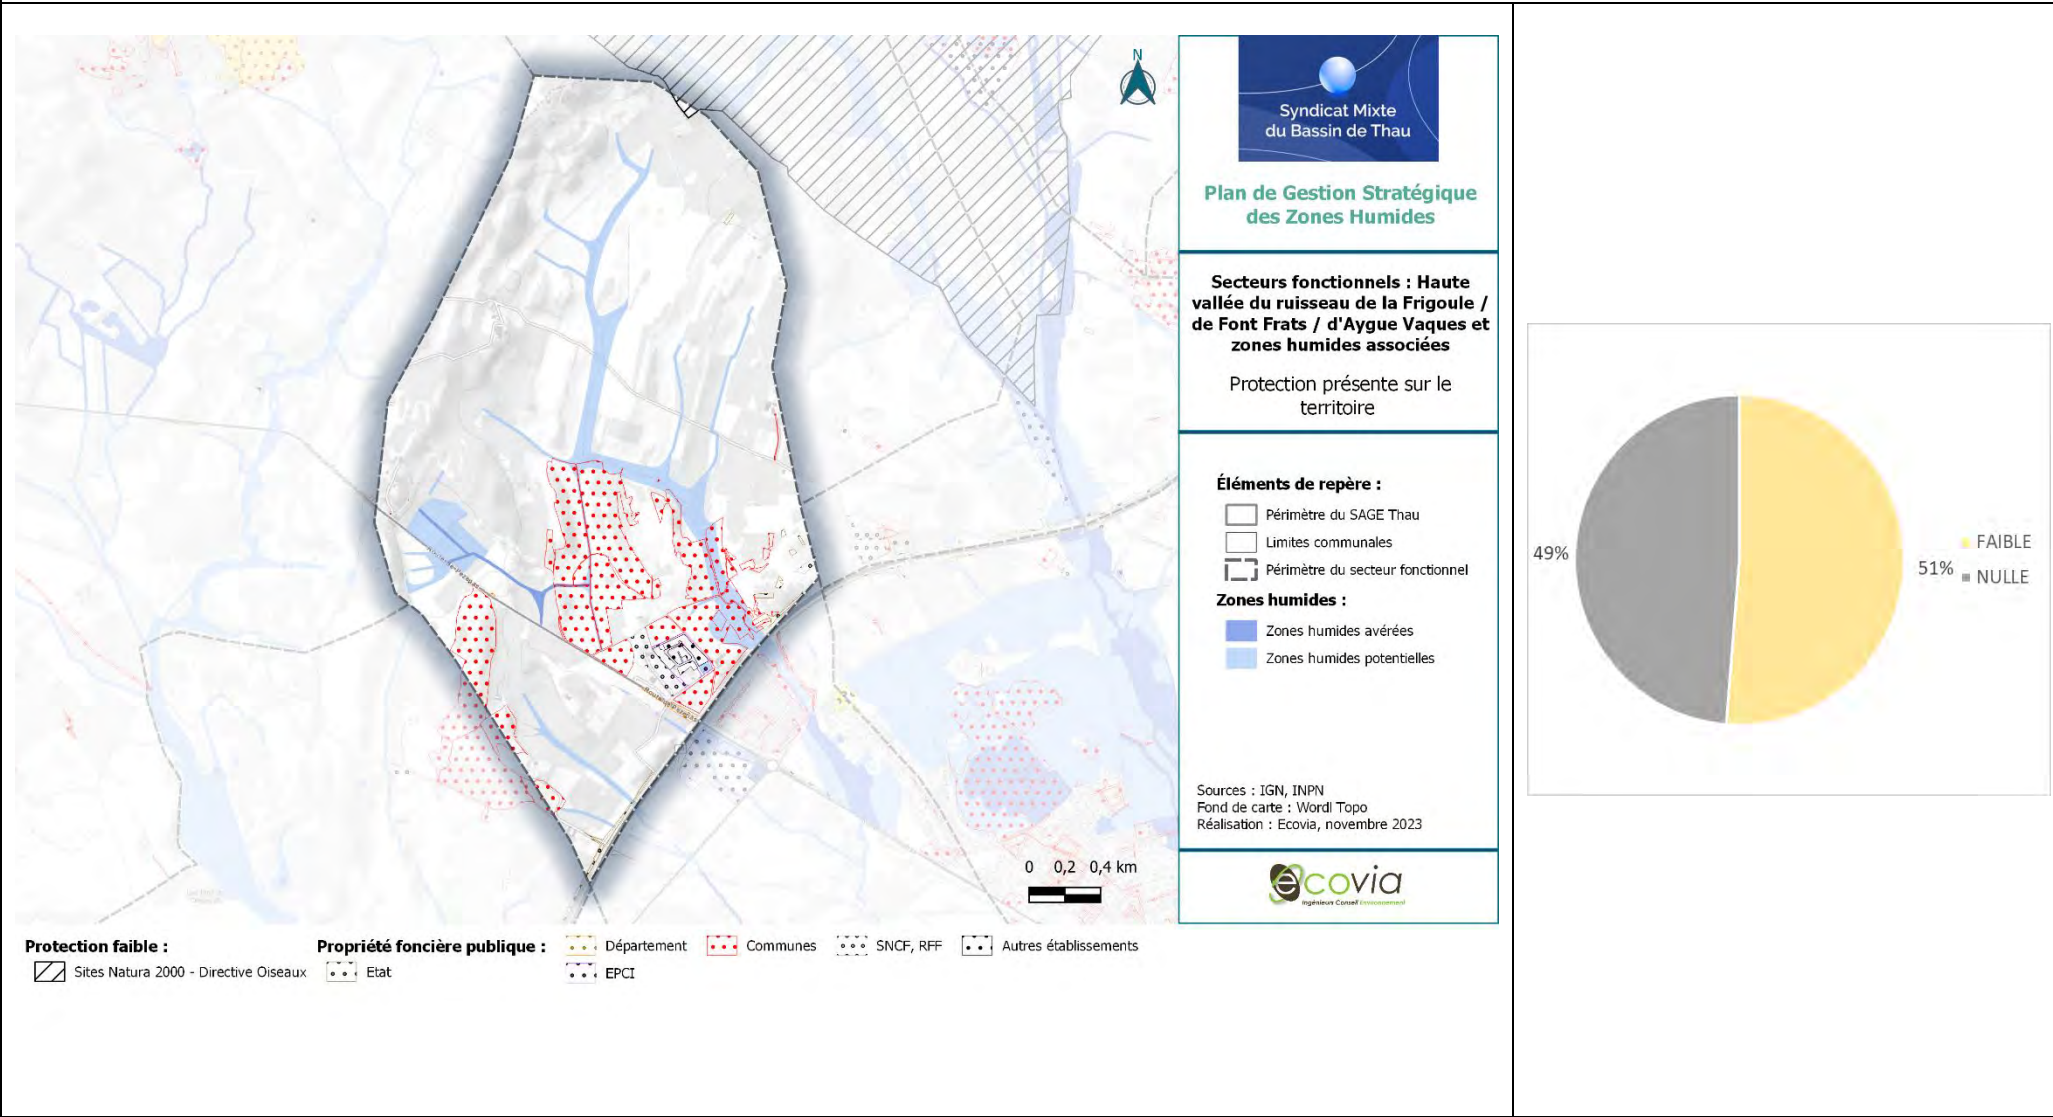 N
Syndicat Mixte
du Bassin de Thau
Plan de Gestion Stratégique
des Zones Humides
Secteurs fonctionnels : Haute
vallée du ruisseau de la Frigoule /
de Font Frats / d'Aygue Vaques et
zones humides associées
Protection présente sur le
territoire
Éléments de repère :
Périmètre du SAGE Thau
Limites communales
Périmètre du secteur fonctionnel
Zones humides :
Zones humides avérées
Zones humides potentielles
Sources : IGN, INPN
Fond de carte : Wordl Topo
Réalisation : Ecovia, novembre 2023
ecovia
Ingénieurs Conseil Environnement
0 0,2 0,4 km
Protection faible :
Sites Natura 2000 - Directive Oiseaux
Propriété foncière publique :
Etat
Département
EPCI
Communes
SNCF, RFF
Autres établissements
49%
51%
FAIBLE
NULLE